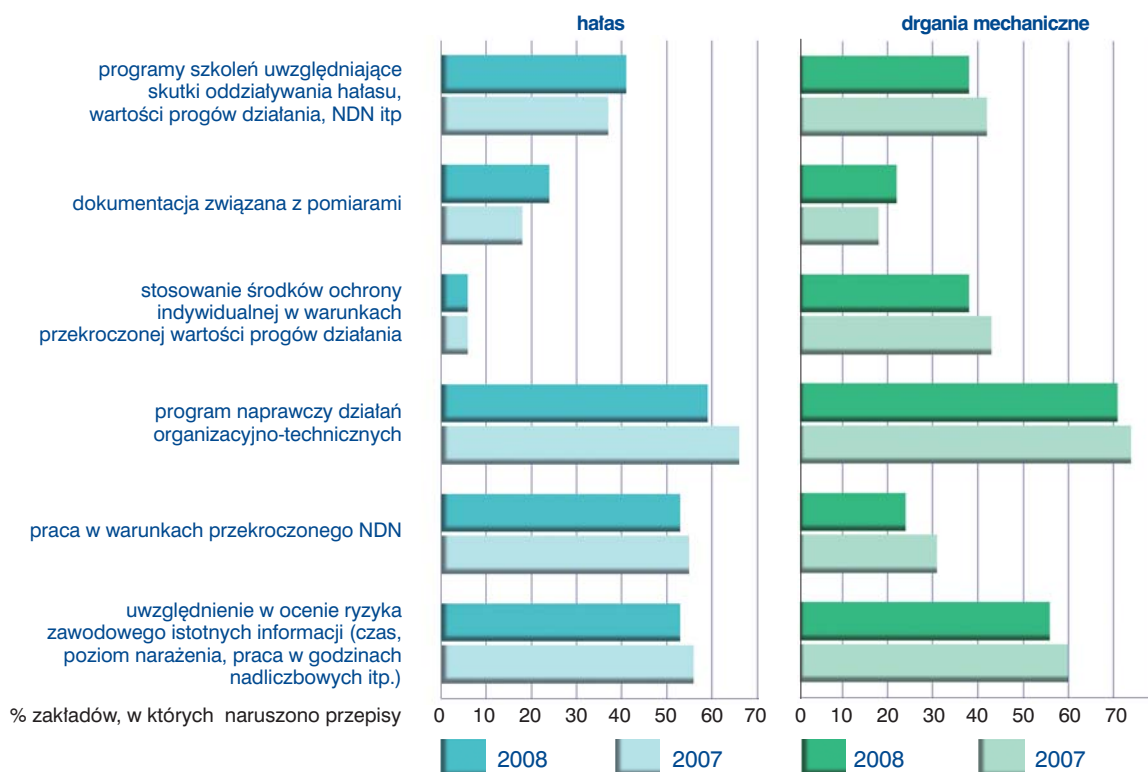 hałas
drgania mechaniczne
programy szkoleń uwzględniające
skutki oddziaływania hałasu,
wartości progów działania, NDN itp
dokumentacja związana z pomiarami
stosowanie środków ochrony
indywidualnej w warunkach
przekroczonej wartości progów działania
program naprawczy działań
organizacyjno-technicznych
praca w warunkach przekroczonego NDN
uwzględnienie w ocenie ryzyka
zawodowego istotnych informacji (czas,
poziom narażenia, praca w godzinach
nadliczbowych itp.)
% zakładów, w których naruszono przepisy
0 10 20 30 40 50 60 70
0 10 20 30 40 50 60 70
2008 2007
2008 2007